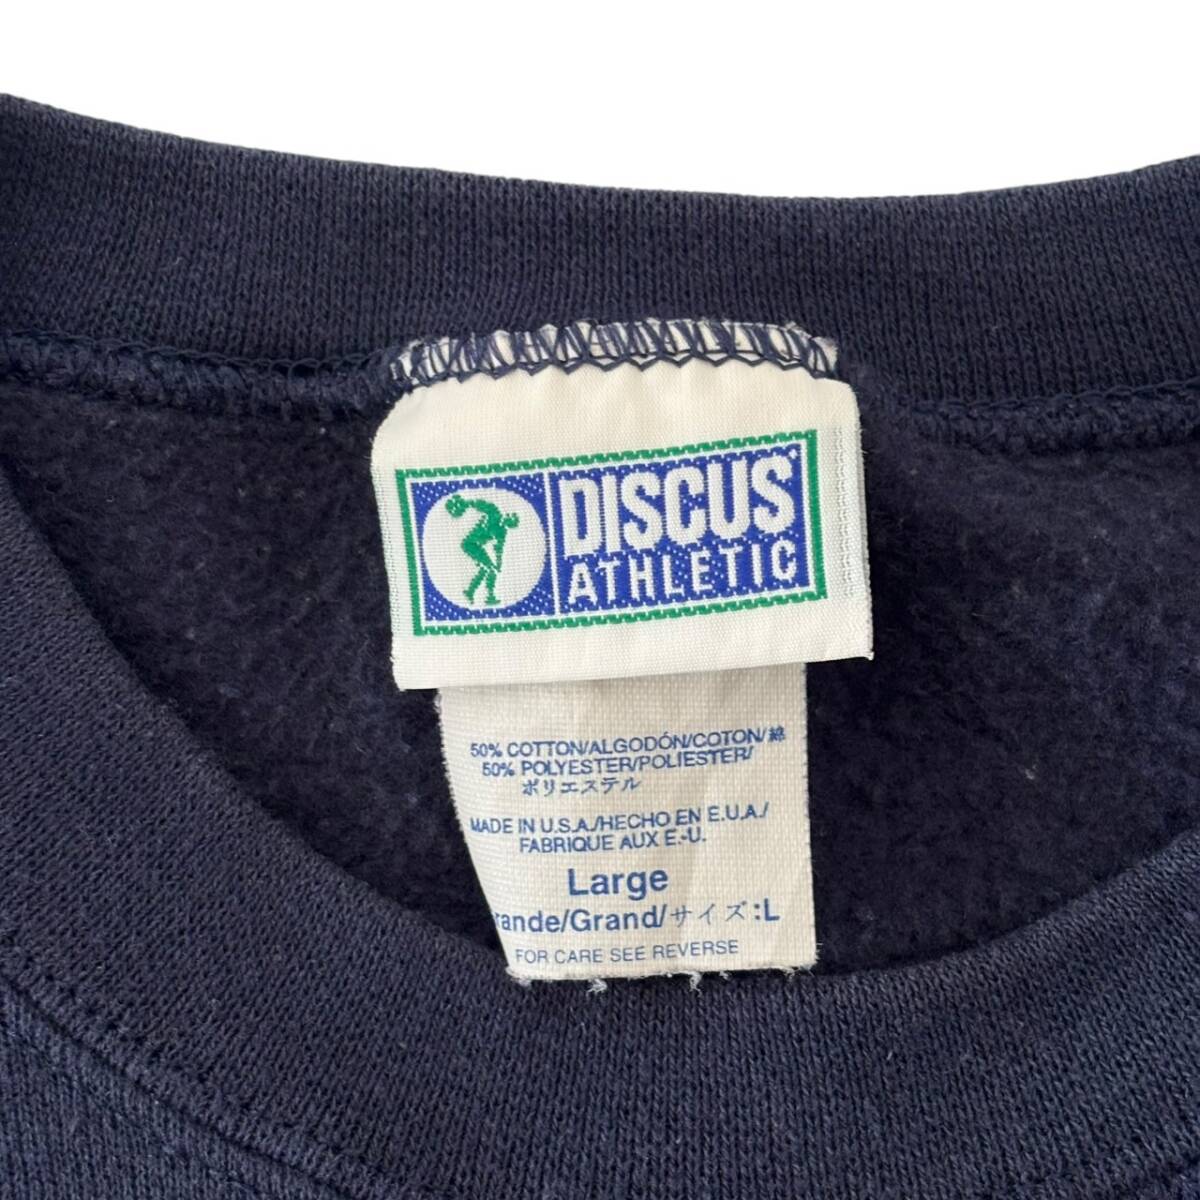 DISCUS
ATHLETIC
50% COTTON/ALGODÓN/COTON/綿
50% POLYESTER/POLIESTER/
ポリエステル
MADE IN U.S.A./HECHO EN E.U.A./
FABRIQUE AUX E.-U.
Large
rande/Grand/サイズ:L
FOR CARE SEE REVERSE